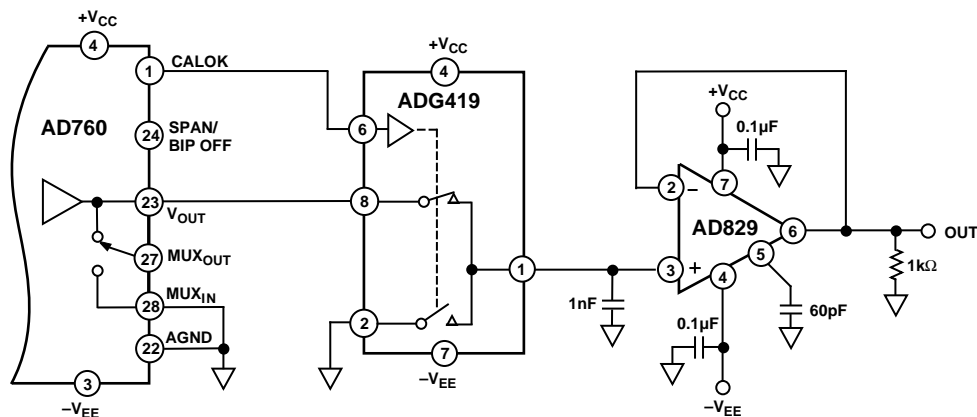 +VCC
4
1
CALOK
AD760
24
SPAN/
BIP OFF
23
VOUT
27
MUXOUT
28
MUXIN
22
AGND
3
–VEE
+VCC
4
ADG419
6
8
1
2
7
–VEE
1nF
+VCC
0.1µF
7
2
–
AD829
6
OUT
3
+
5
4
1kΩ
60pF
0.1µF
–VEE